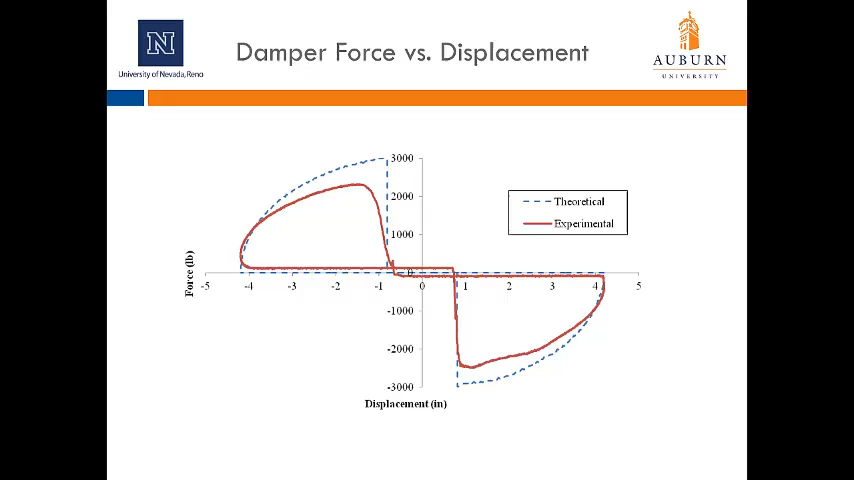 N
University of Nevada, Reno
Damper Force vs. Displacement
AUBURN
UNIVERSITY
3000
2000
1000
-1000
-2000
-3000
-5 -4 -3 -2 -1 0 1 2 3 4 5
Force (lb)
Displacement (in)
Theoretical
Experimental